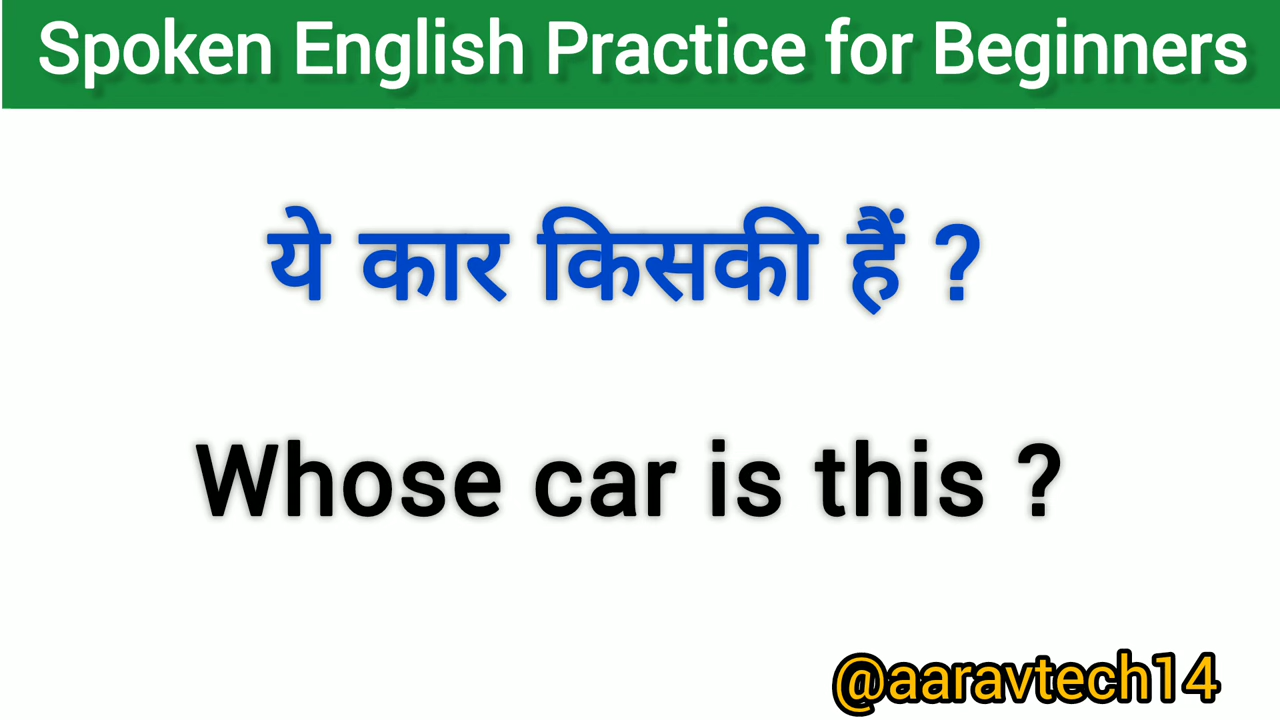 Spoken English Practice for Beginners
ये कार किसकी हैं ?
Whose car is this ?
@aaravtech14